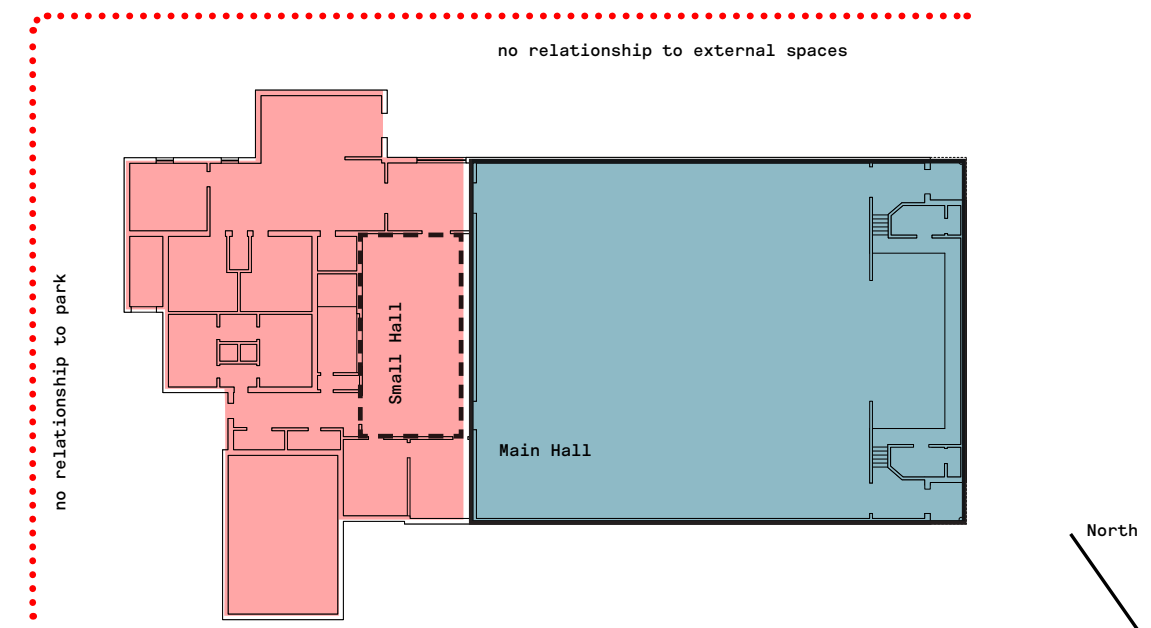 no relationship to external spaces
no relationship to park
Small Hall
Main Hall
North